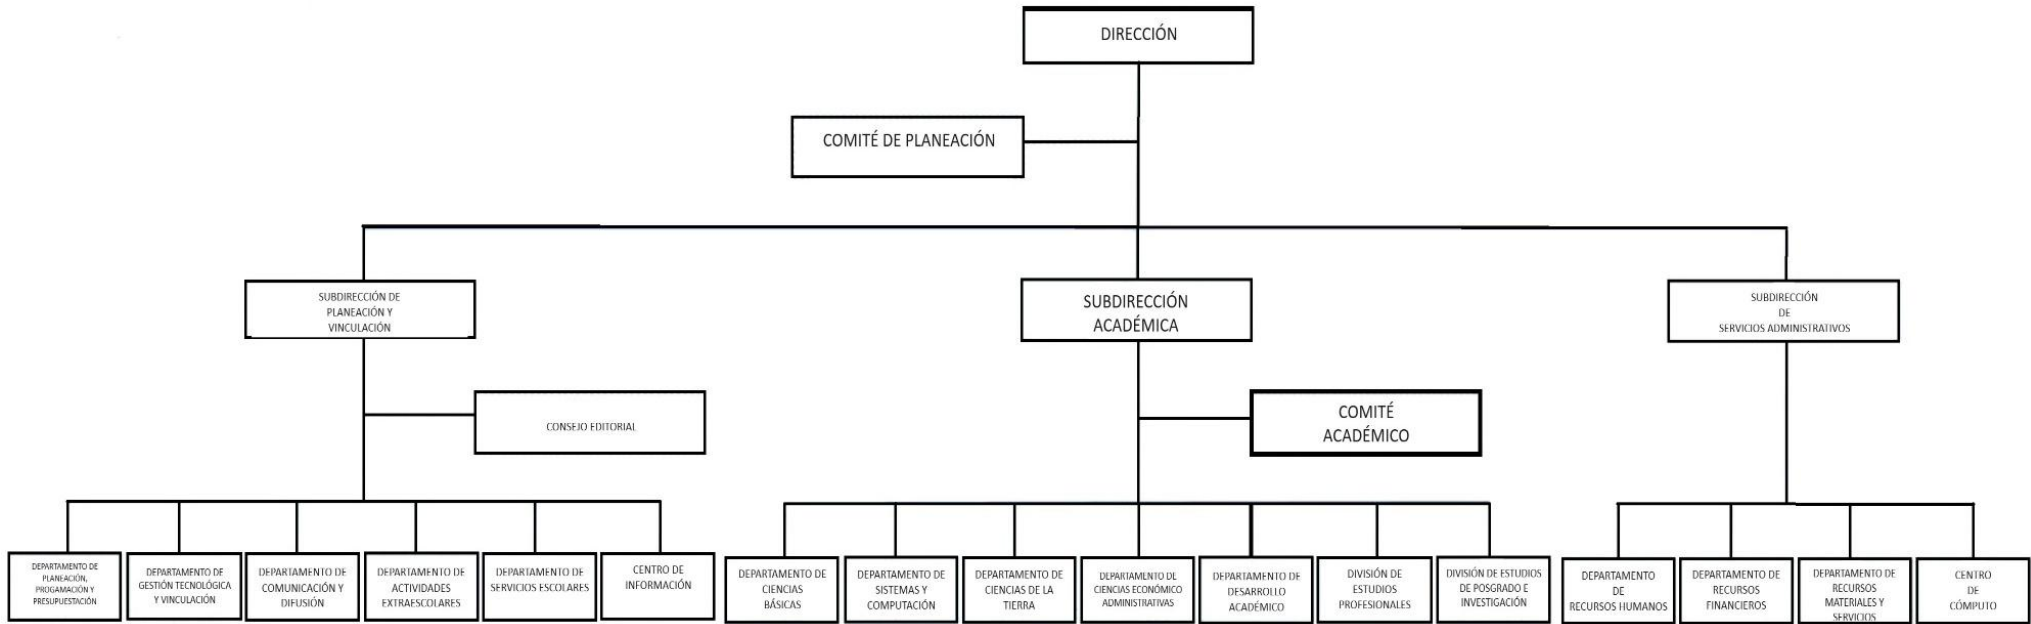 DIRECCIÓN
COMITÉ DE PLANEACIÓN
SUBDIRECCIÓN DE
PLANEACIÓN Y
VINCULACIÓN
SUBDIRECCIÓN
ACADÉMICA
SUBDIRECCIÓN
DE
SERVICIOS ADMINISTRATIVOS
CONSEJO EDITORIAL
COMITÉ
ACADÉMICO
DEPARTAMENTO DE
PLANEACIÓN,
PROGAMACIÓN Y
PRESUPUESTACIÓN
DEPARTAMENTO DE
GESTIÓN TECNOLÓGICA
Y VINCULACIÓN
DEPARTAMENTO DE
COMUNICACIÓN Y
DIFUSIÓN
DEPARTAMENTO DE
ACTIVIDADES
EXTRAESCOLARES
DEPARTAMENTO DE
SERVICIOS ESCOLARES
CENTRO DE
INFORMACIÓN
DEPARTAMENTO DE
CIENCIAS
BÁSICAS
DEPARTAMENTO DE
SISTEMAS Y
COMPUTACIÓN
DEPARTAMENTO DE
CIENCIAS DE LA
TIERRA
DEPARTAMENTO DE
CIENCIAS ECONÓMICO
ADMINISTRATIVAS
DEPARTAMENTO DE
DESARROLLO
ACADÉMICO
DIVISIÓN DE
ESTUDIOS
PROFESIONALES
DIVISIÓN DE ESTUDIOS
DE POSGRADO E
INVESTIGACIÓN
DEPARTAMENTO
DE
RECURSOS HUMANOS
DEPARTAMENTO DE
RECURSOS
FINANCIEROS
DEPARTAMENTO DE
RECURSOS
MATERIALES Y
SERVICIOS
CENTRO
DE
CÓMPUTO